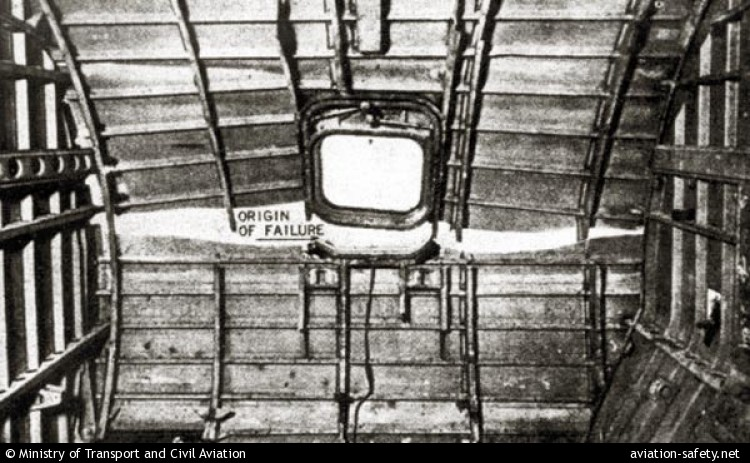 ORIGIN
OF FAILURE
© Ministry of Transport and Civil Aviation
aviation-safety.net